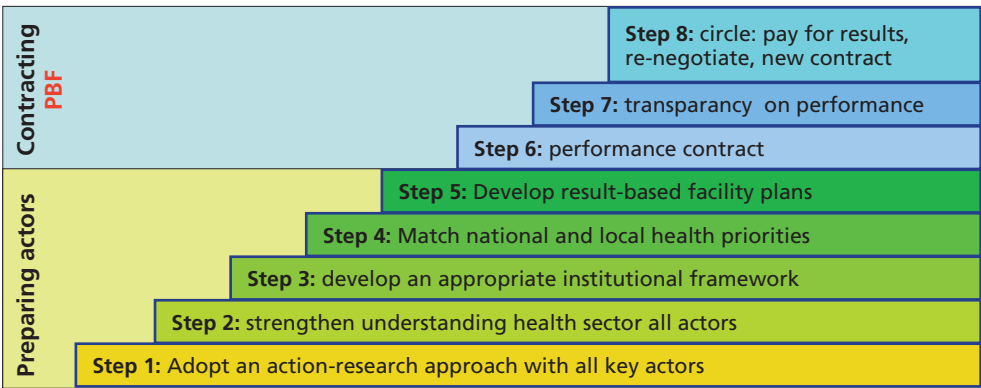 Contracting
PBF
Step 8: circle: pay for results,
re-negotiate, new contract
Step 7: transparancy on performance
Step 6: performance contract
Preparing actors
Step 5: Develop result-based facility plans
Step 4: Match national and local health priorities
Step 3: develop an appropriate institutional framework
Step 2: strengthen understanding health sector all actors
Step 1: Adopt an action-research approach with all key actors